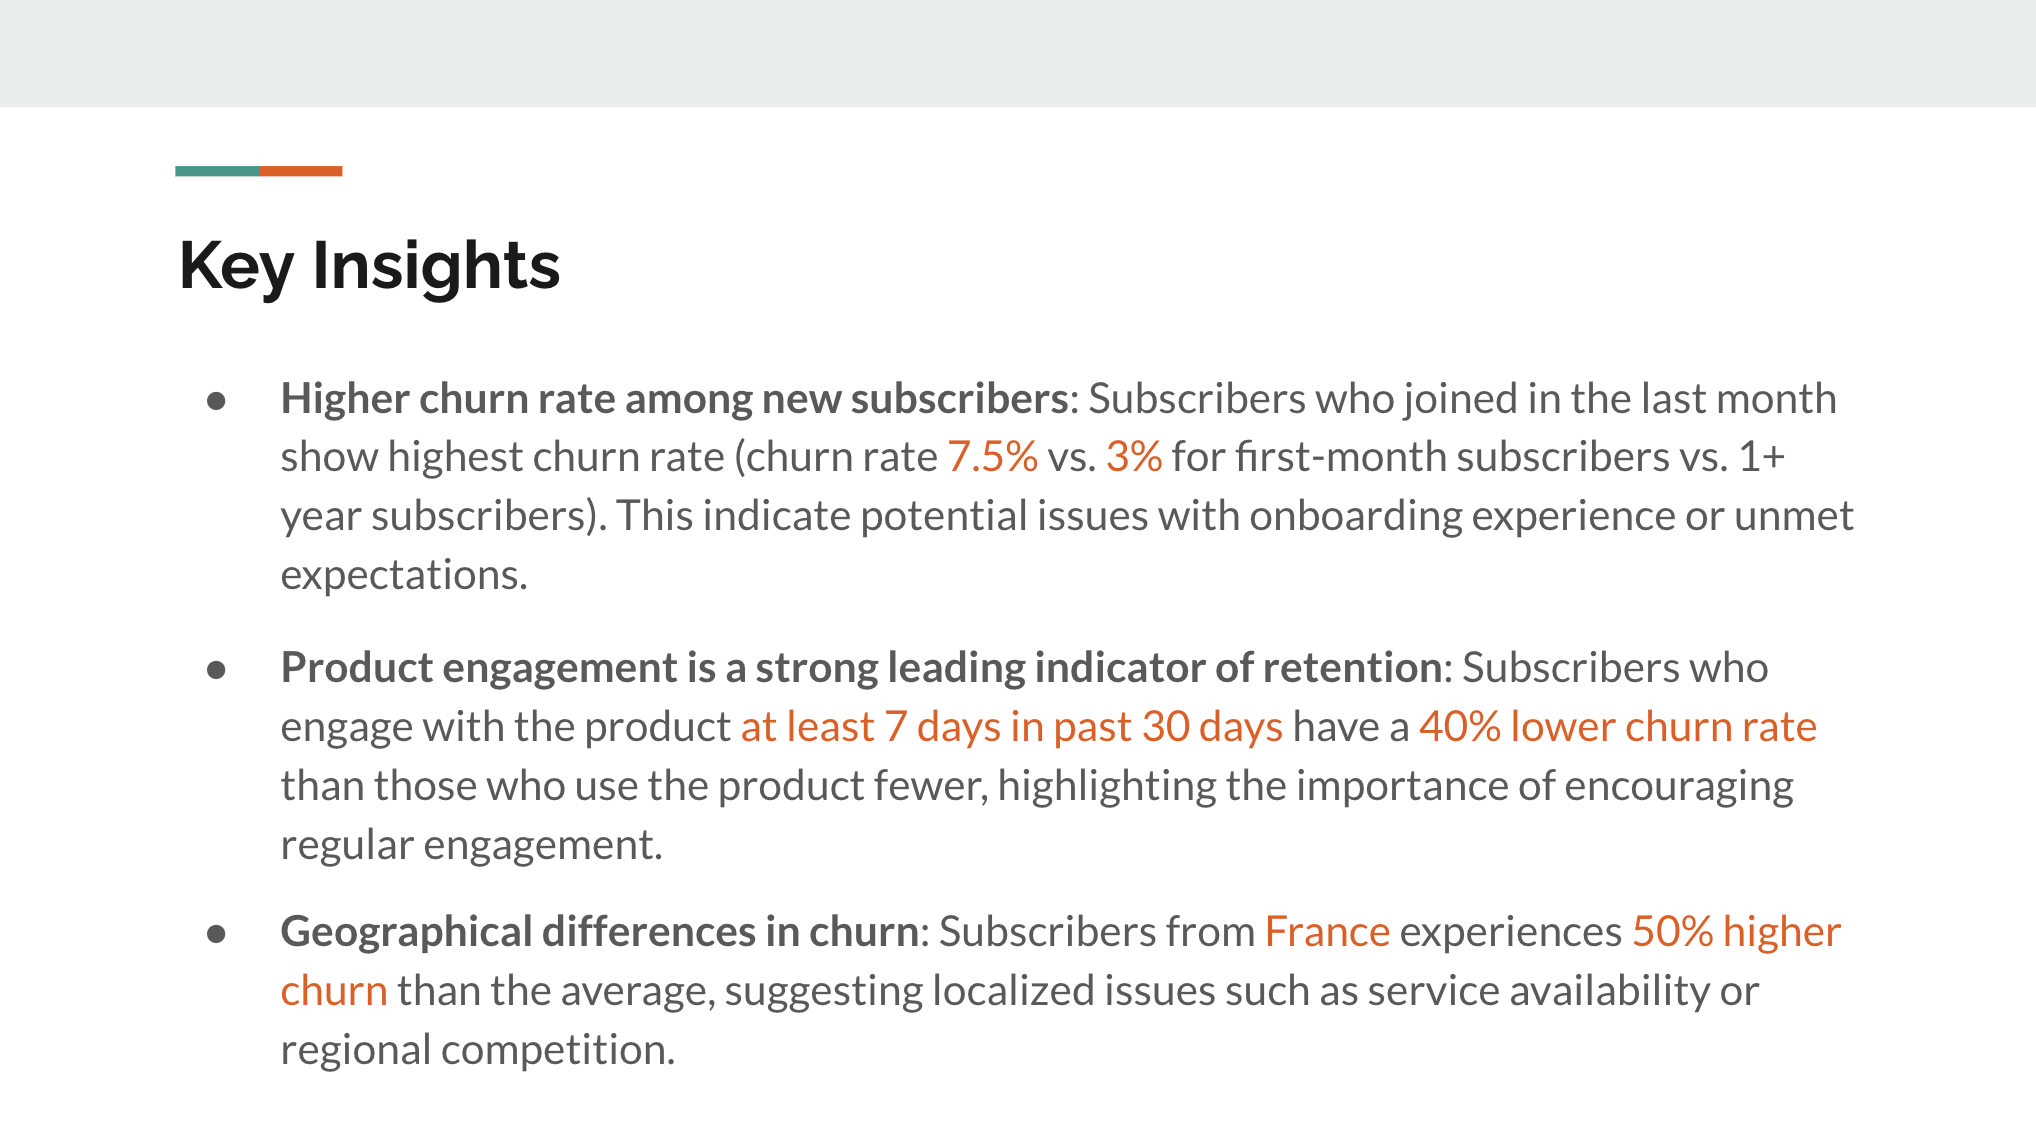 Key Insights
● Higher churn rate among new subscribers: Subscribers who joined in the last month
show highest churn rate (churn rate 7.5% vs. 3% for first-month subscribers vs. 1+
year subscribers). This indicate potential issues with onboarding experience or unmet
expectations.
● Product engagement is a strong leading indicator of retention: Subscribers who
engage with the product at least 7 days in past 30 days have a 40% lower churn rate
than those who use the product fewer, highlighting the importance of encouraging
regular engagement.
● Geographical differences in churn: Subscribers from France experiences 50% higher
churn than the average, suggesting localized issues such as service availability or
regional competition.